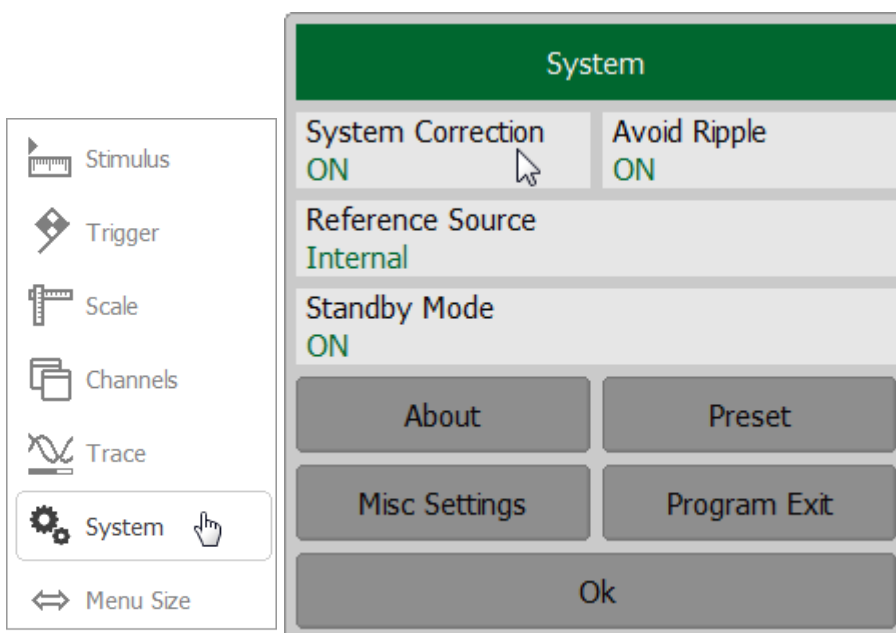 Stimulus
Trigger
Scale
Channels
Trace
System
Menu Size
System
System Correction
ON
Avoid Ripple
ON
Reference Source
Internal
Standby Mode
ON
About
Preset
Misc Settings
Program Exit
Ok